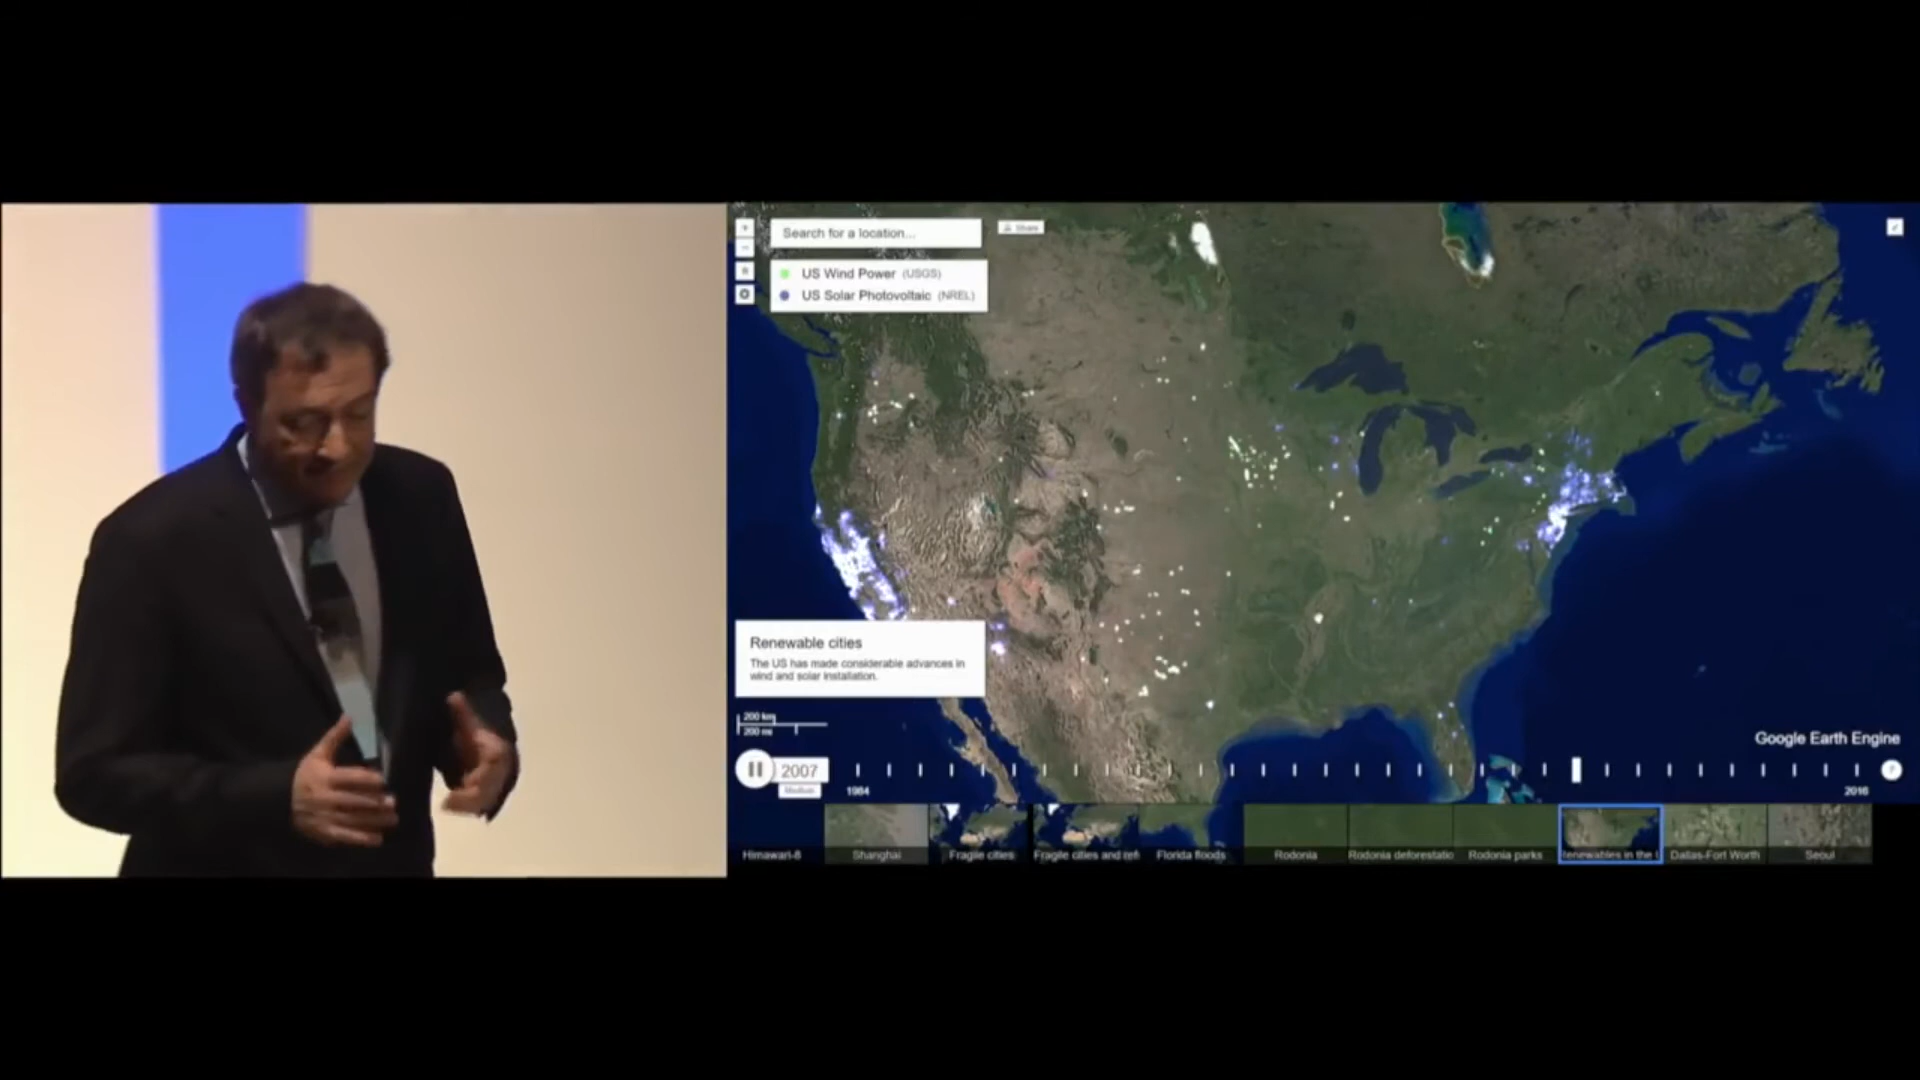 Search for a location...
Share
US Wind Power (USGS)
US Solar Photovoltaic (NREL)
Renewable cities
The US has made considerable advances in
wind and solar installation.
200 km
200 mi
Google Earth Engine
2007
Medium
1984
2016
Himawari-8
Shanghai
Fragile cities
Fragile cities and ref
Florida floods
Rodonia
Rodonia deforestatio
Rodonia parks
enewables in the
Dallas-Fort Worth
Seoul